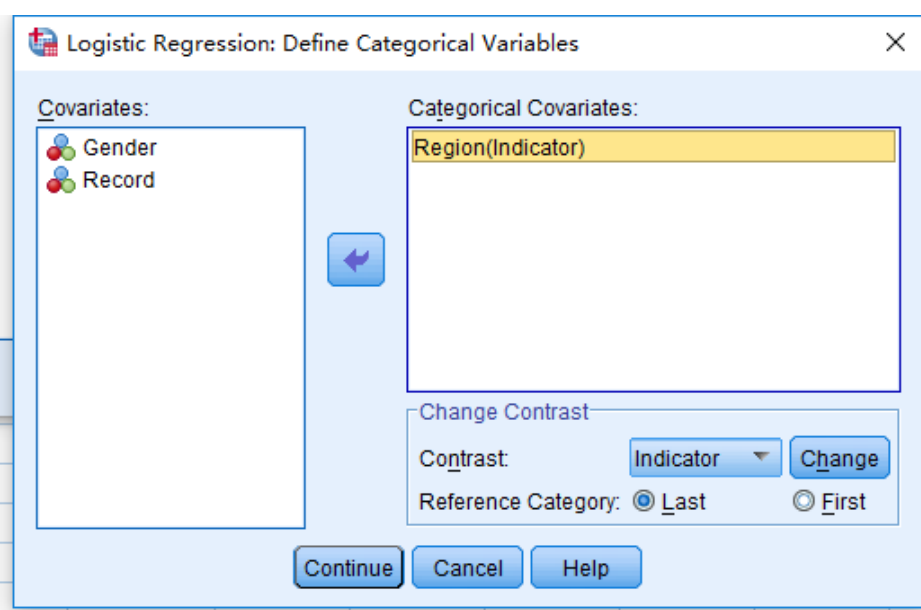 Logistic Regression: Define Categorical Variables
Covariates:
Gender
Record
Categorical Covariates:
Region(Indicator)
Change Contrast
Contrast: Indicator Change
Reference Category: Last First
Continue Cancel Help